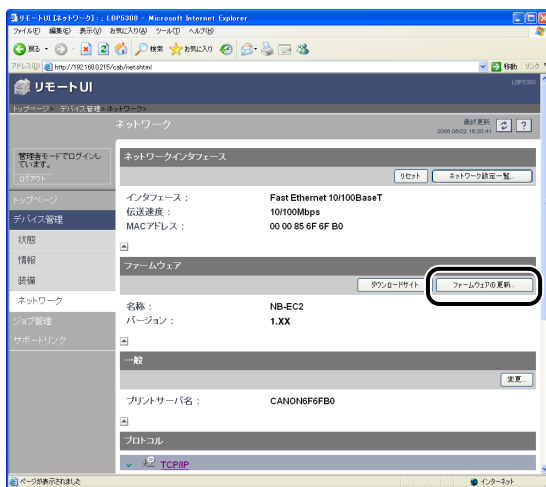 リモートUI [ネットワーク] : ; LBP5300 - Microsoft Internet Explorer
ファイル(F) 編集(E) 表示(V) お気に入り(A) ツール(T) ヘルプ(H)
戻る 検索 お気に入り
アドレス(D) http://192.168.0.215/cab/net.shtml 移動 リンク
リモートUI LBP5300
トップページ> デバイス管理> ネットワーク>
ネットワーク 最終更新
2006 06/22 16:20:41 ?
管理者モードでログインしています。
ログアウト
トップページ
デバイス管理
状態
情報
装備
ネットワーク
ジョブ管理
サポートリンク
ネットワークインタフェース
リセット ネットワーク設定一覧...
インタフェース : Fast Ethernet 10/100BaseT
伝送速度 : 10/100Mbps
MACアドレス : 00 00 85 6F 6F B0
ファームウェア
ダウンロードサイト ファームウェアの更新...
名称 : NB-EC2
バージョン : 1.XX
一般
変更...
プリントサーバ名 : CANON6F6FB0
プロトコル
TCP/IP
ページが表示されました インターネット